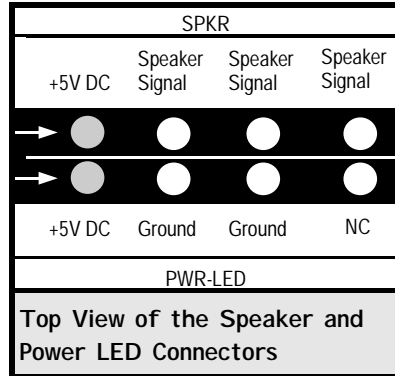 SPKR
+5V DC Speaker Signal Speaker Signal Speaker Signal
+5V DC Ground Ground NC
PWR-LED
Top View of the Speaker and
Power LED Connectors